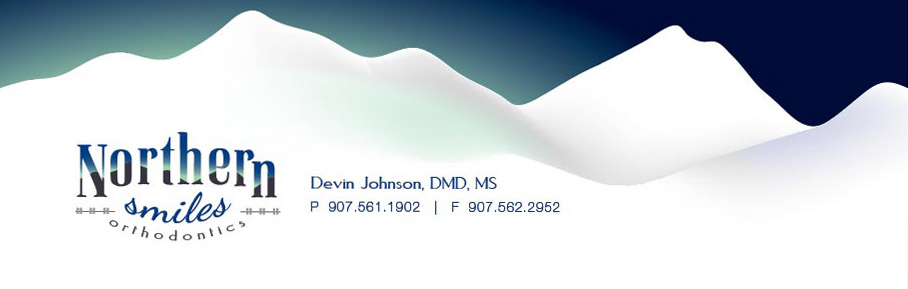 Northern
smiles
orthodontics
Devin Johnson, DMD, MS
P 907.561.1902 | F 907.562.2952